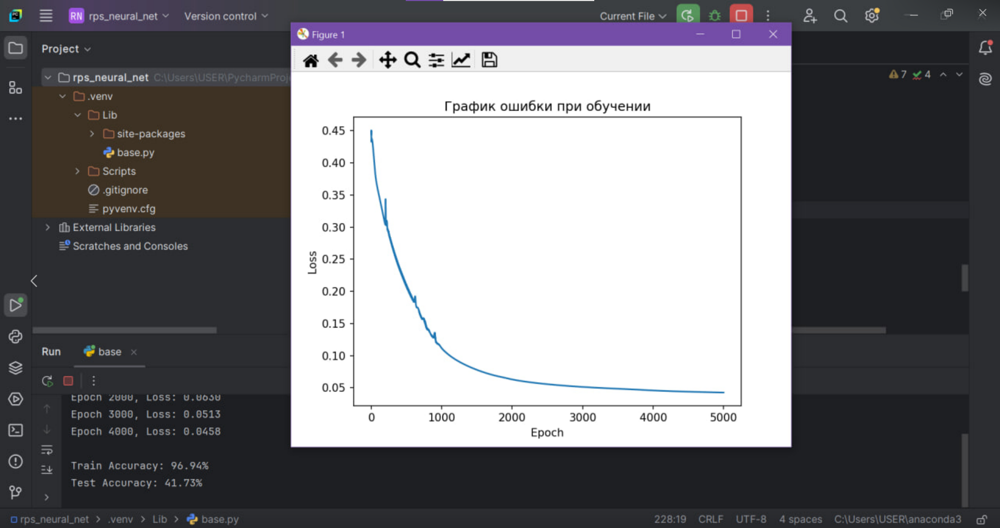 RN rps_neural_net Version control Current File
Figure 1
Project
rps_neural_net C:\Users\USER\PycharmProj
7 4
.venv
Lib
site-packages
base.py
Scripts
.gitignore
pyvenv.cfg
External Libraries
Scratches and Consoles
График ошибки при обучении
0.45
0.40
0.35
0.30
0.25
0.20
0.15
0.10
0.05
Loss
0 1000 2000 3000 4000 5000
Epoch
Run base
Epoch 2000, Loss: 0.0630
Epoch 3000, Loss: 0.0513
Epoch 4000, Loss: 0.0458
Train Accuracy: 96.94%
Test Accuracy: 41.73%
rps_neural_net > .venv > Lib > base.py 228:19 CRLF UTF-8 4 spaces C:\Users\USER\anaconda3